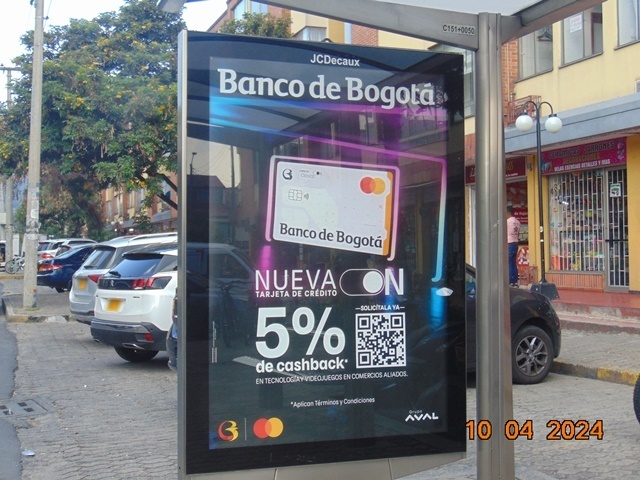 C151+0050
JCDecaux
Banco de Bogotá
Banco de Bogotá
NUEVA ON
TARJETA DE CRÉDITO
SOLICÍTALA YA
5%
de cashback*
EN TECNOLOGÍA Y VIDEOJUEGOS EN COMERCIOS ALIADOS.
*Aplican Términos y Condiciones
Grupo
AVAL
10 04 2024